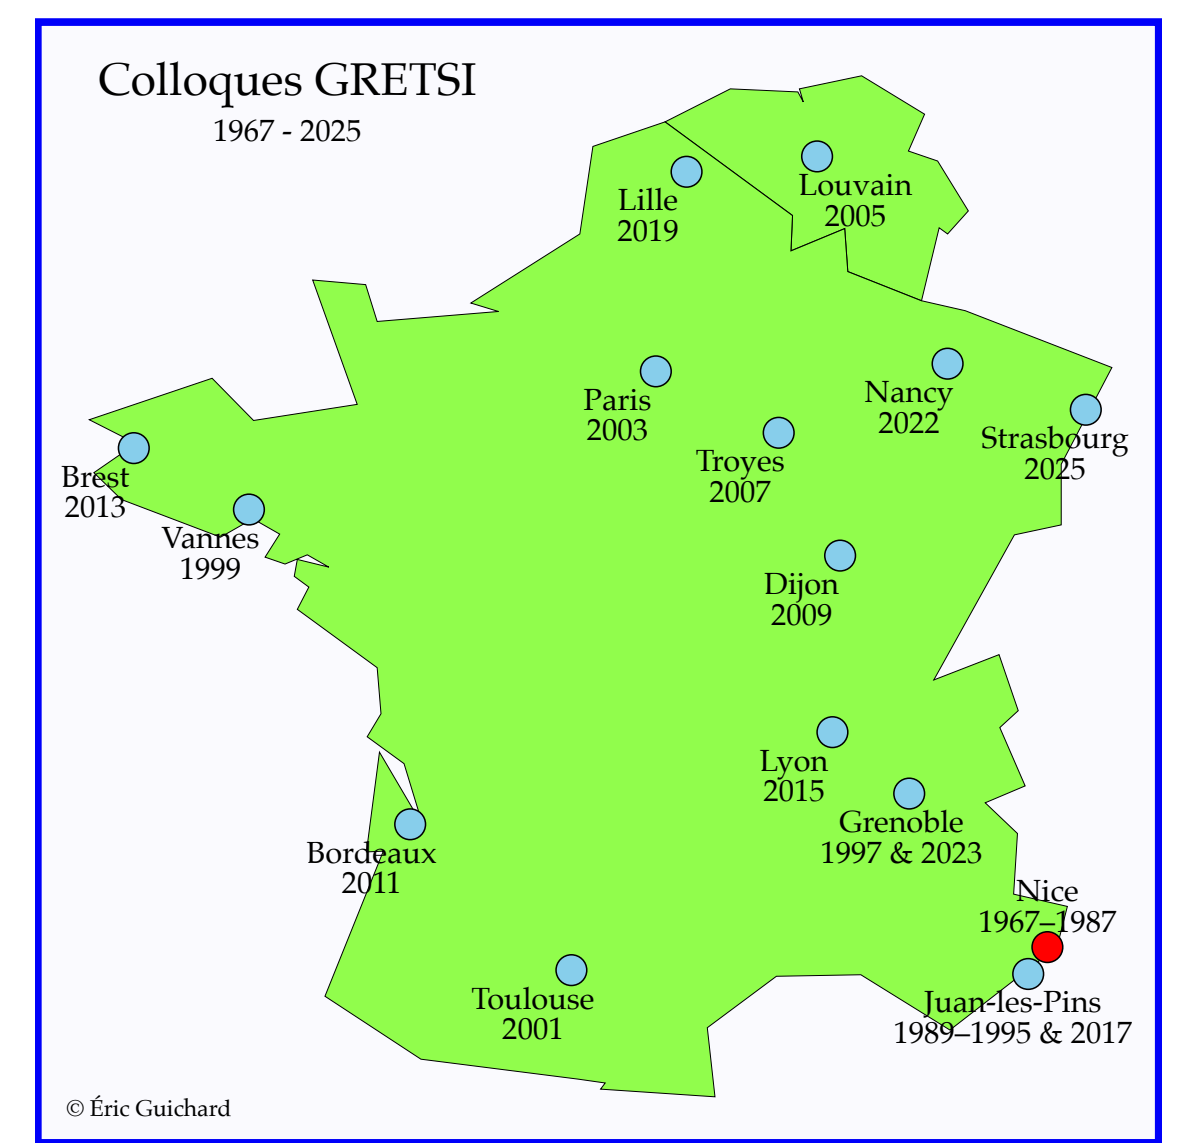 Colloques GRETSI
1967 - 2025
Louvain
2005
Lille
2019
Paris
2003
Nancy
2022
Troyes
2007
Strasbourg
2025
Brest
2013
Vannes
1999
Dijon
2009
Lyon
2015
Grenoble
1997 & 2023
Bordeaux
2011
Nice
1967–1987
Toulouse
2001
Juan-les-Pins
1989–1995 & 2017
© Éric Guichard